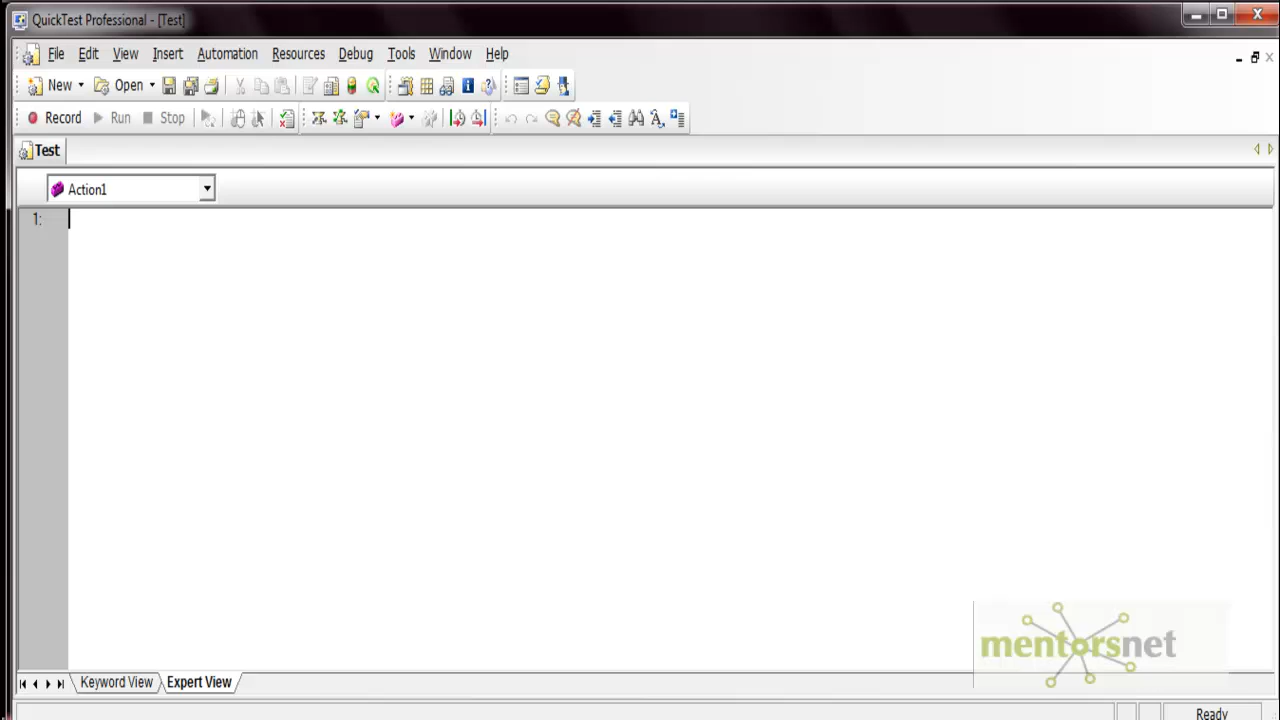 QuickTest Professional - [Test]
File Edit View Insert Automation Resources Debug Tools Window Help
New Open
Record Run Stop
Test
Action1
1:
mentorsnet
Keyword View Expert View
Ready